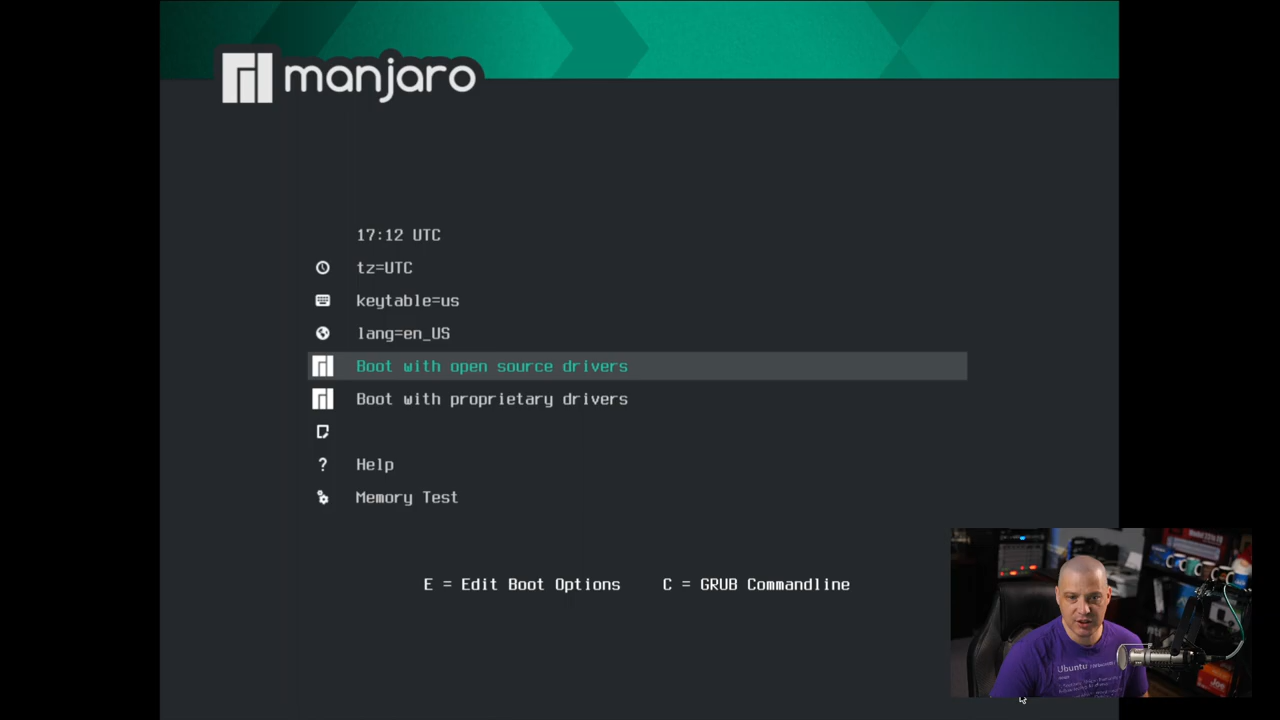 manjaro
17:12 UTC
tz=UTC
keytable=us
lang=en_US
Boot with open source drivers
Boot with proprietary drivers
? Help
Memory Test
E = Edit Boot Options C = GRUB Commandline
Ubuntu